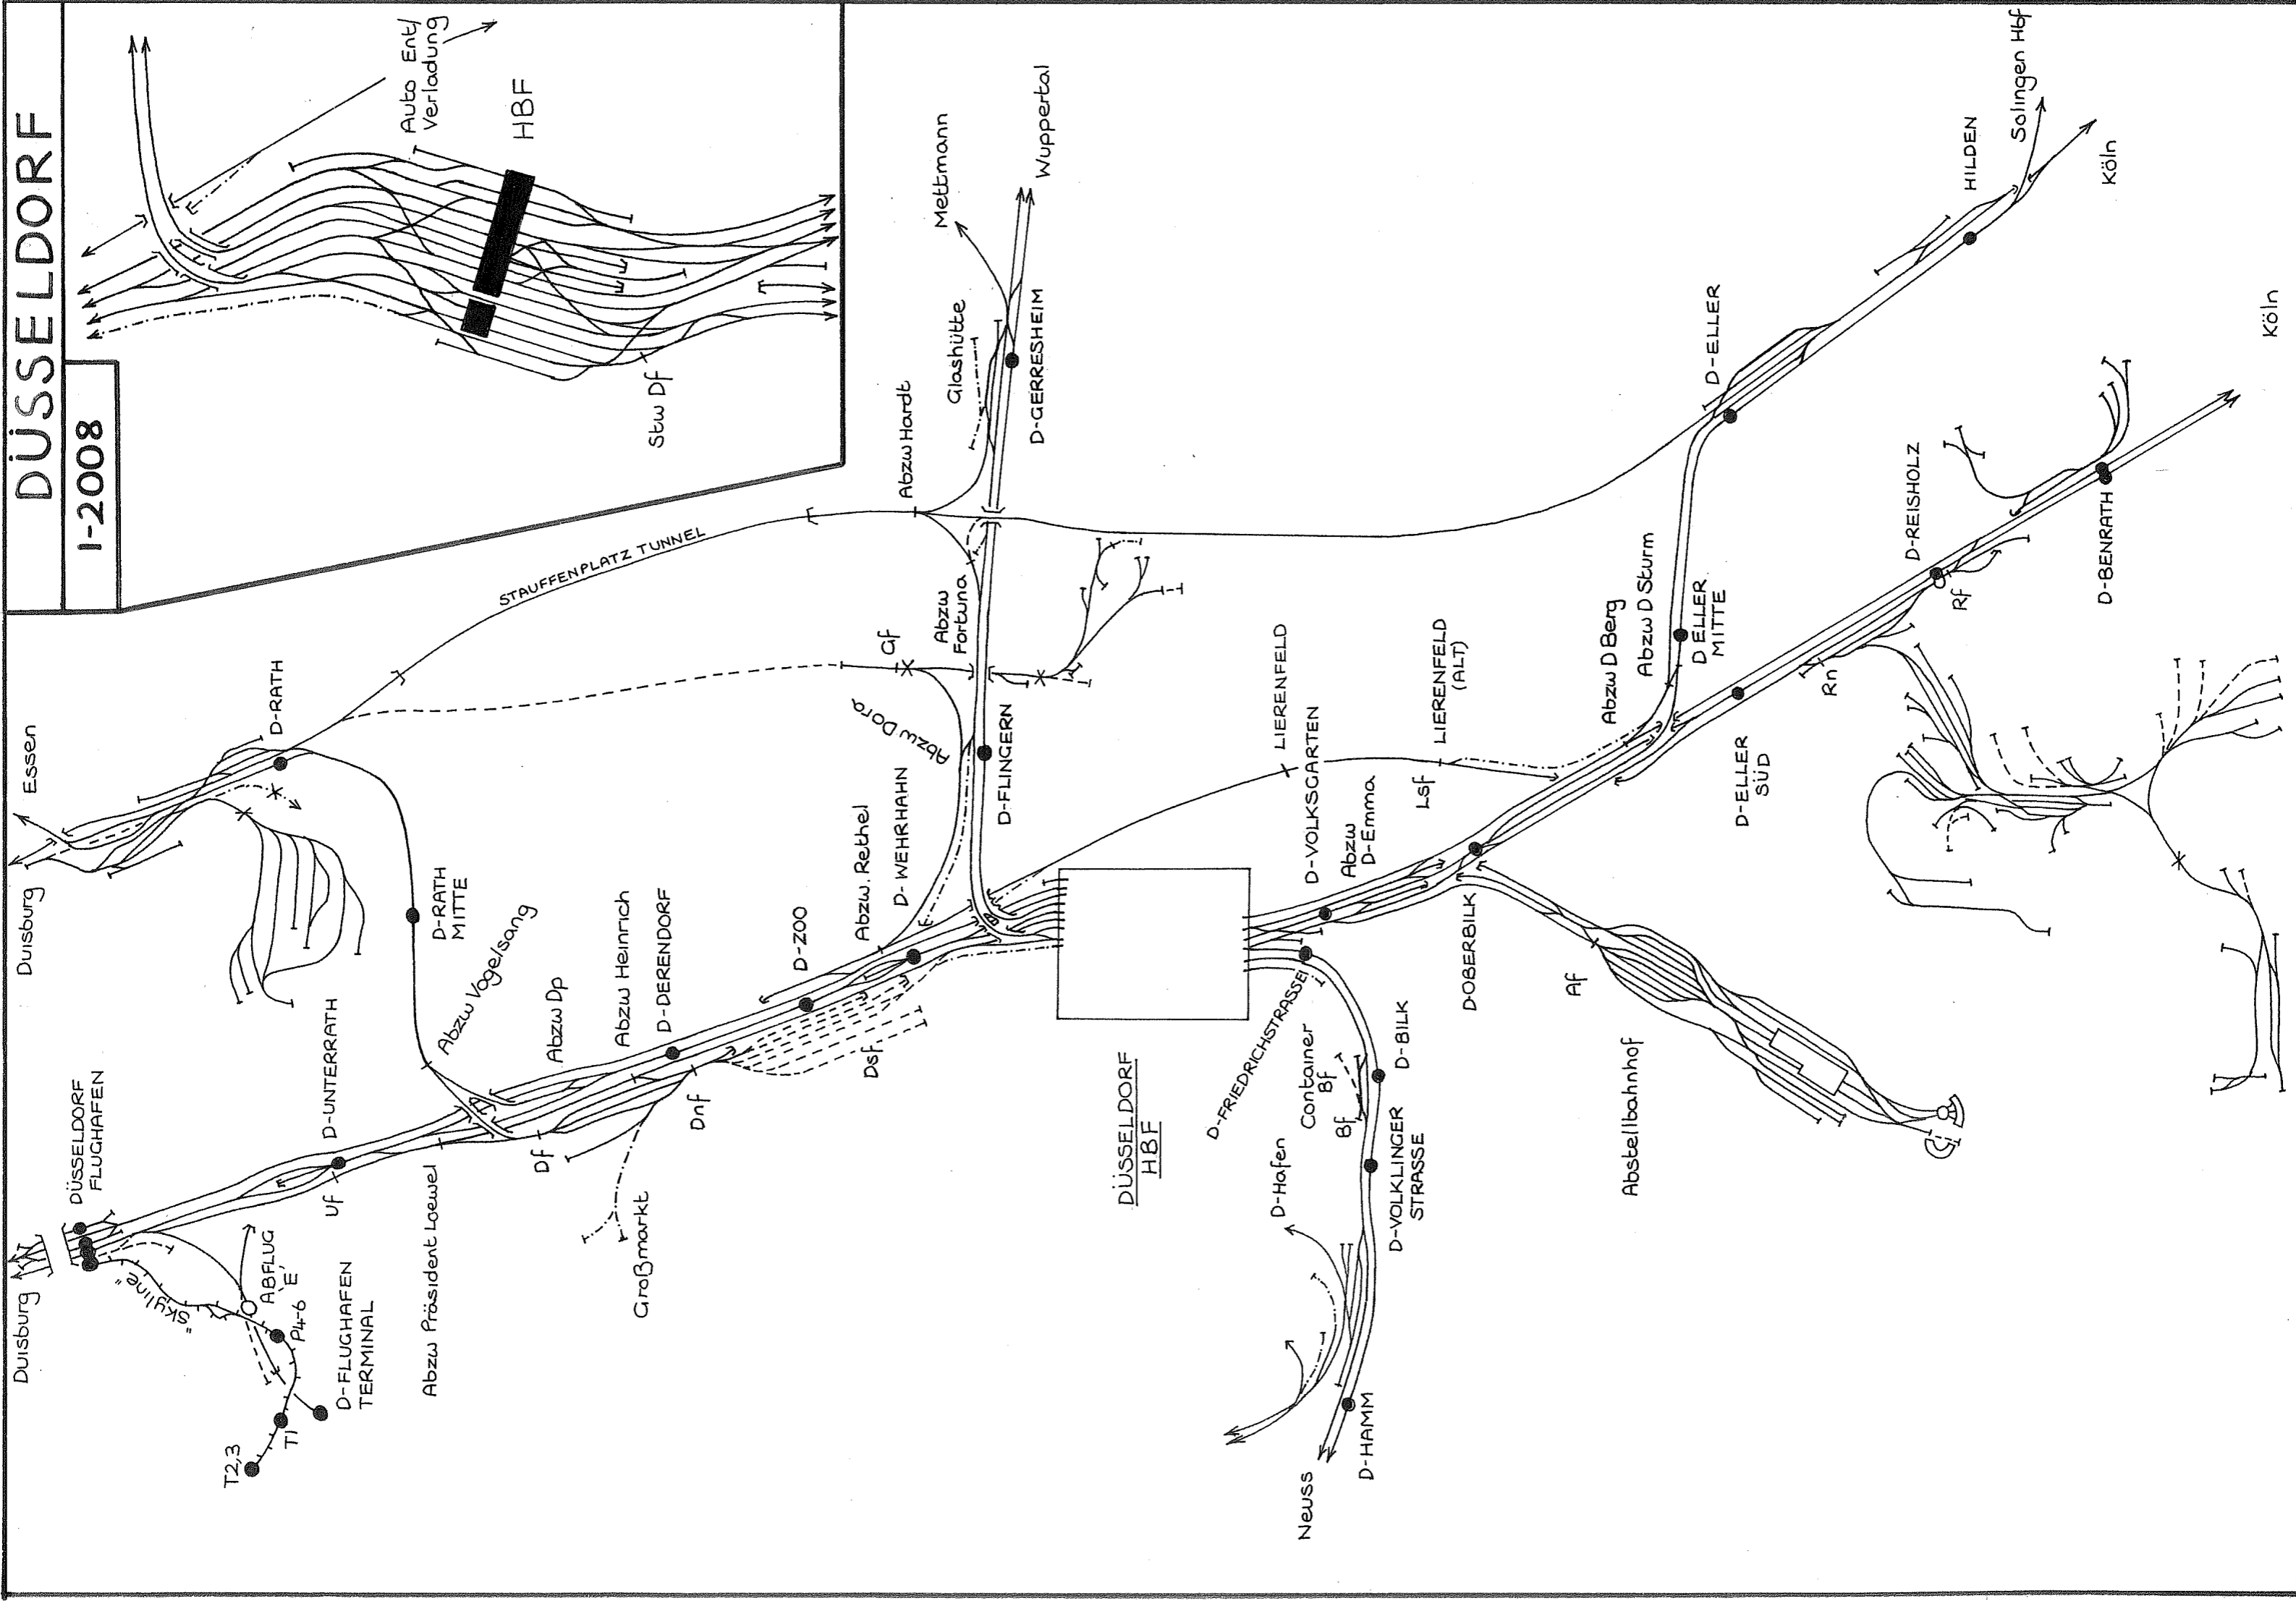 DÜSSELDORF
1-2008
Auto Ent/
Verladung
HBF
Stw Df
Duisburg
Essen
D-RATH
STAUFFENPLATZ TUNNEL
Abzw Hardt
Glashütte
Mettmann
Wuppertal
D-GERRESHEIM
Gf
Abzw
Fortuna
Abzw Dora
D-FLINGERN
D-RATH
MITTE
Abzw Vogelsang
Duisburg
DÜSSELDORF
FLUGHAFEN
"Skyline"
ABFLUG
'E'
P4-6
T1
T2,3
D-FLUGHAFEN
TERMINAL
D-UNTERRATH
Uf
Abzw Präsident Loewel
Abzw Dp
Df
Abzw Heinrich
D-DERENDORF
Dnf
Großmarkt
D-ZOO
Dsf
Abzw. Rethel
D-WEHRHAHN
DÜSSELDORF
HBF
LIERENFELD
LIERENFELD
(ALT)
Lsf
D-VOLKSGARTEN
Abzw
D-Emma
D-FRIEDRICHSTRASSE
Container
Bf
Bf
D-BILK
D-VOLKLINGER
STRASSE
D-Hafen
D-HAMM
Neuss
D-OBERBILK
Af
Abstellbahnhof
Abzw D Berg
Abzw D Sturm
D ELLER
MITTE
D-ELLER
D-ELLER
SÜD
HILDEN
Solingen Hbf
Köln
Rn
Rf
D-REISHOLZ
D-BENRATH
Köln